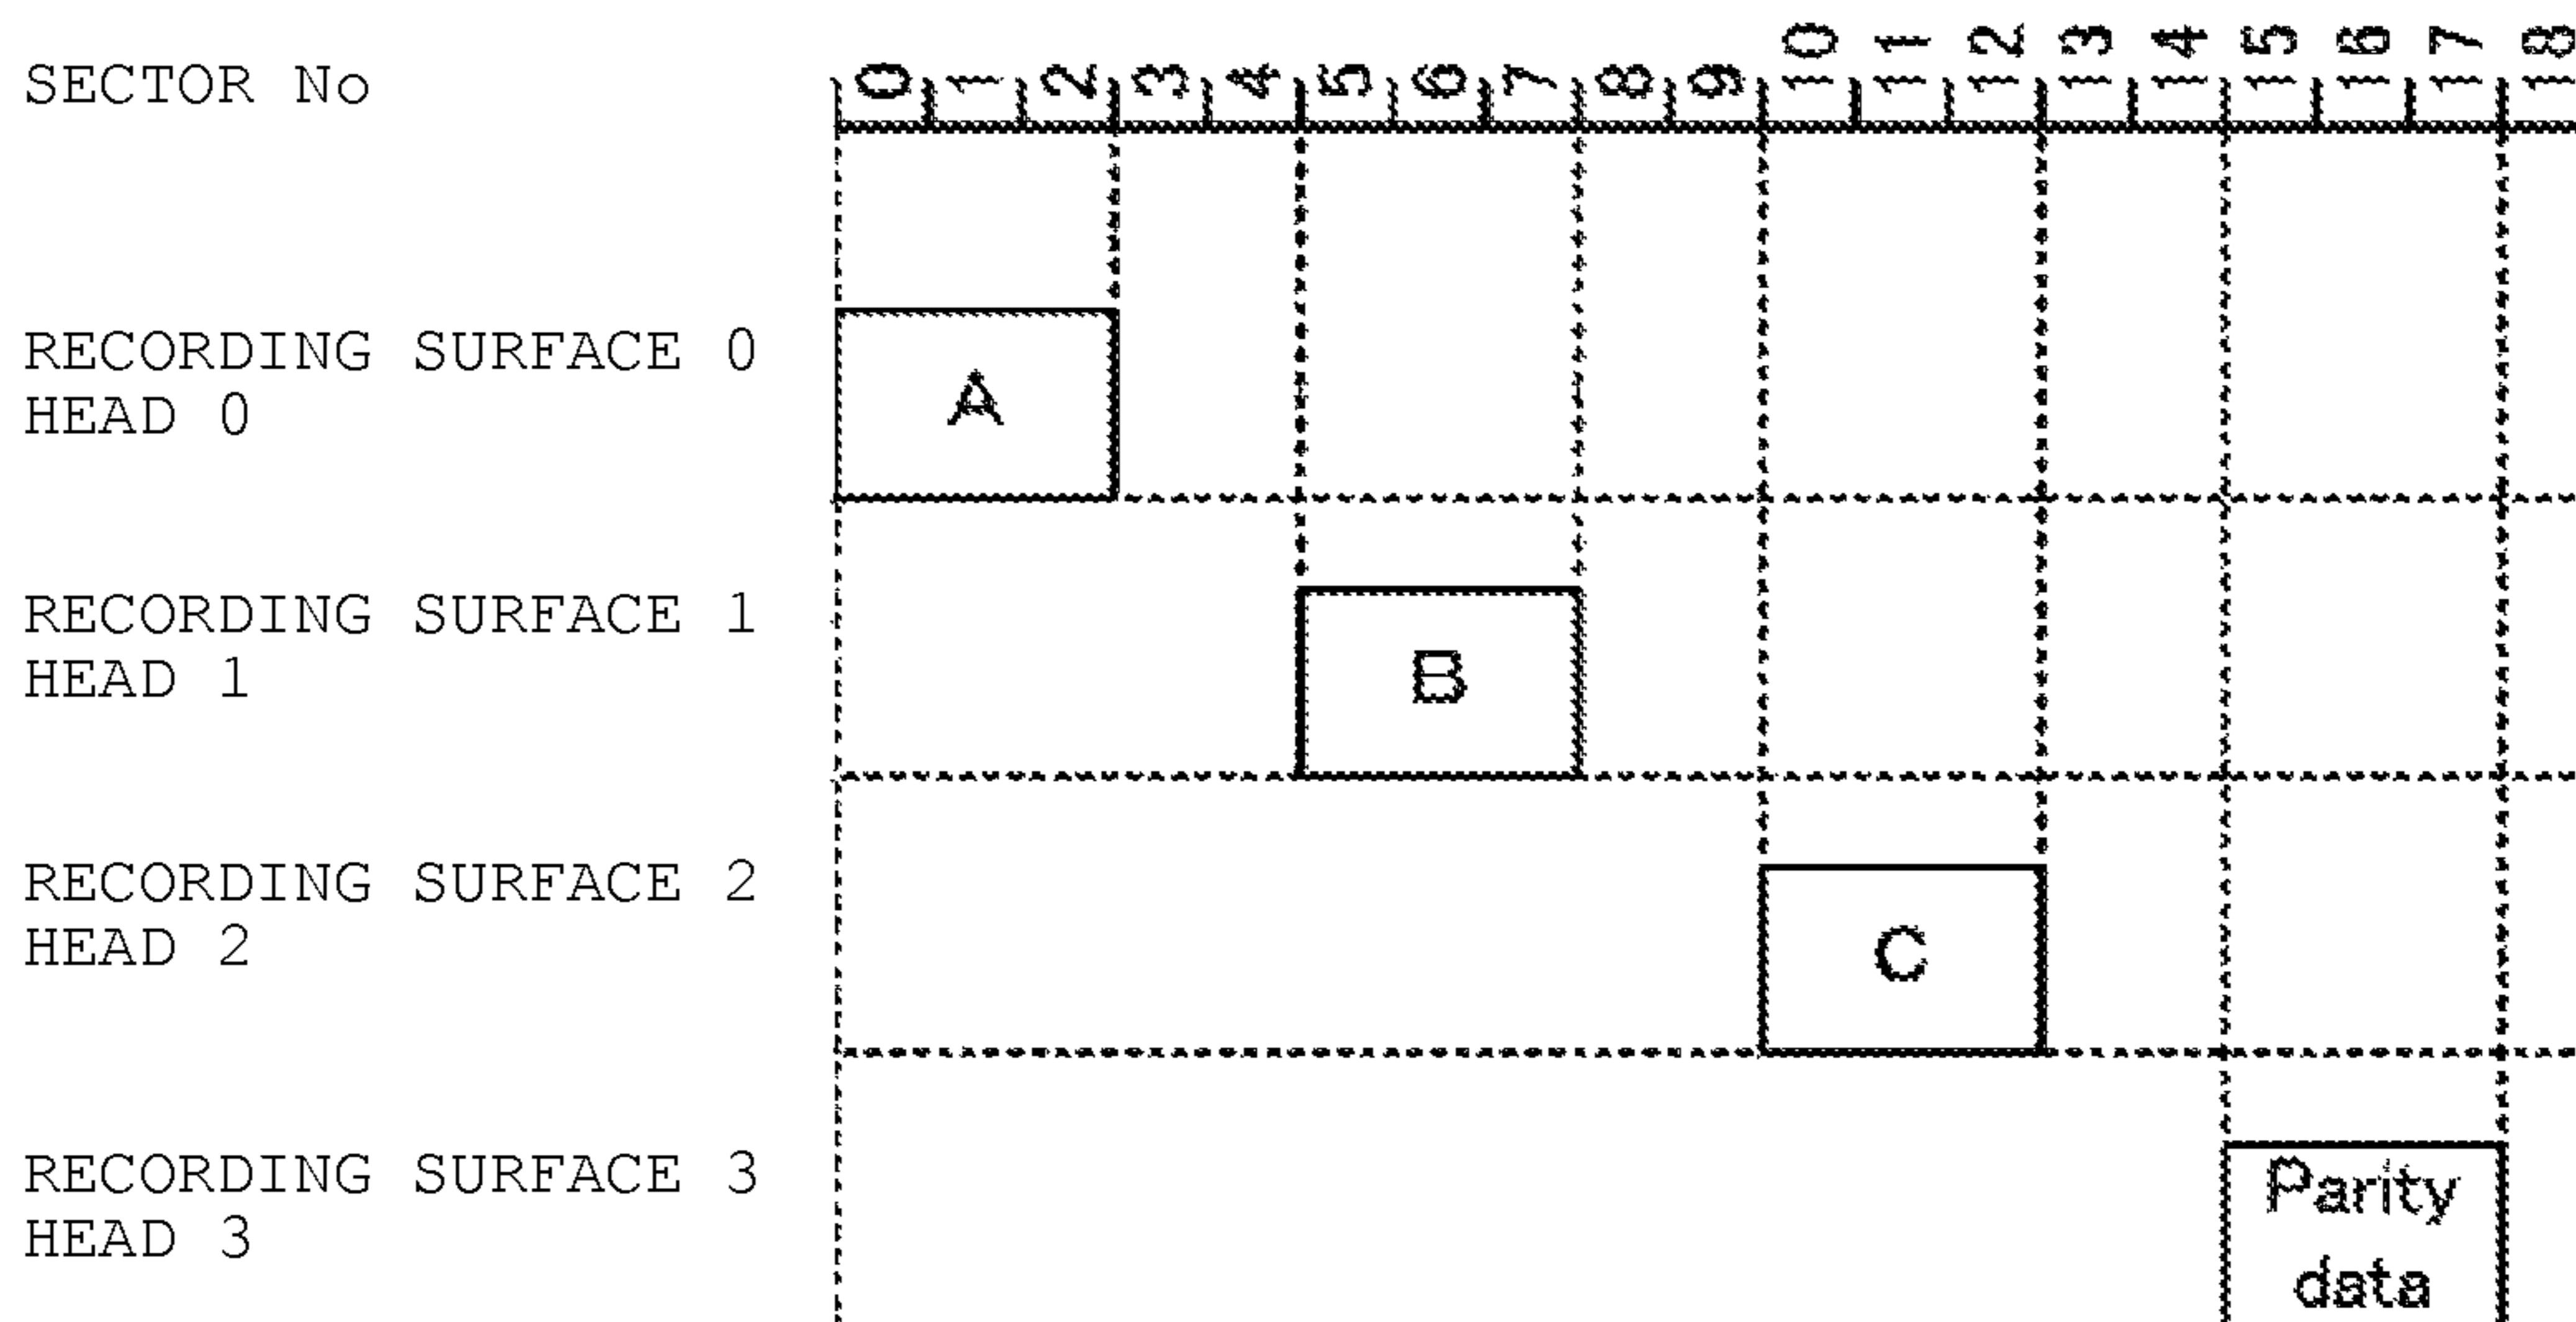 SECTOR No 0 1 2 3 4 5 6 7 8 9 10 11 12 13 14 15 16 17 18
RECORDING SURFACE 0
HEAD 0
A
RECORDING SURFACE 1
HEAD 1
B
RECORDING SURFACE 2
HEAD 2
C
RECORDING SURFACE 3
HEAD 3
Parity
data